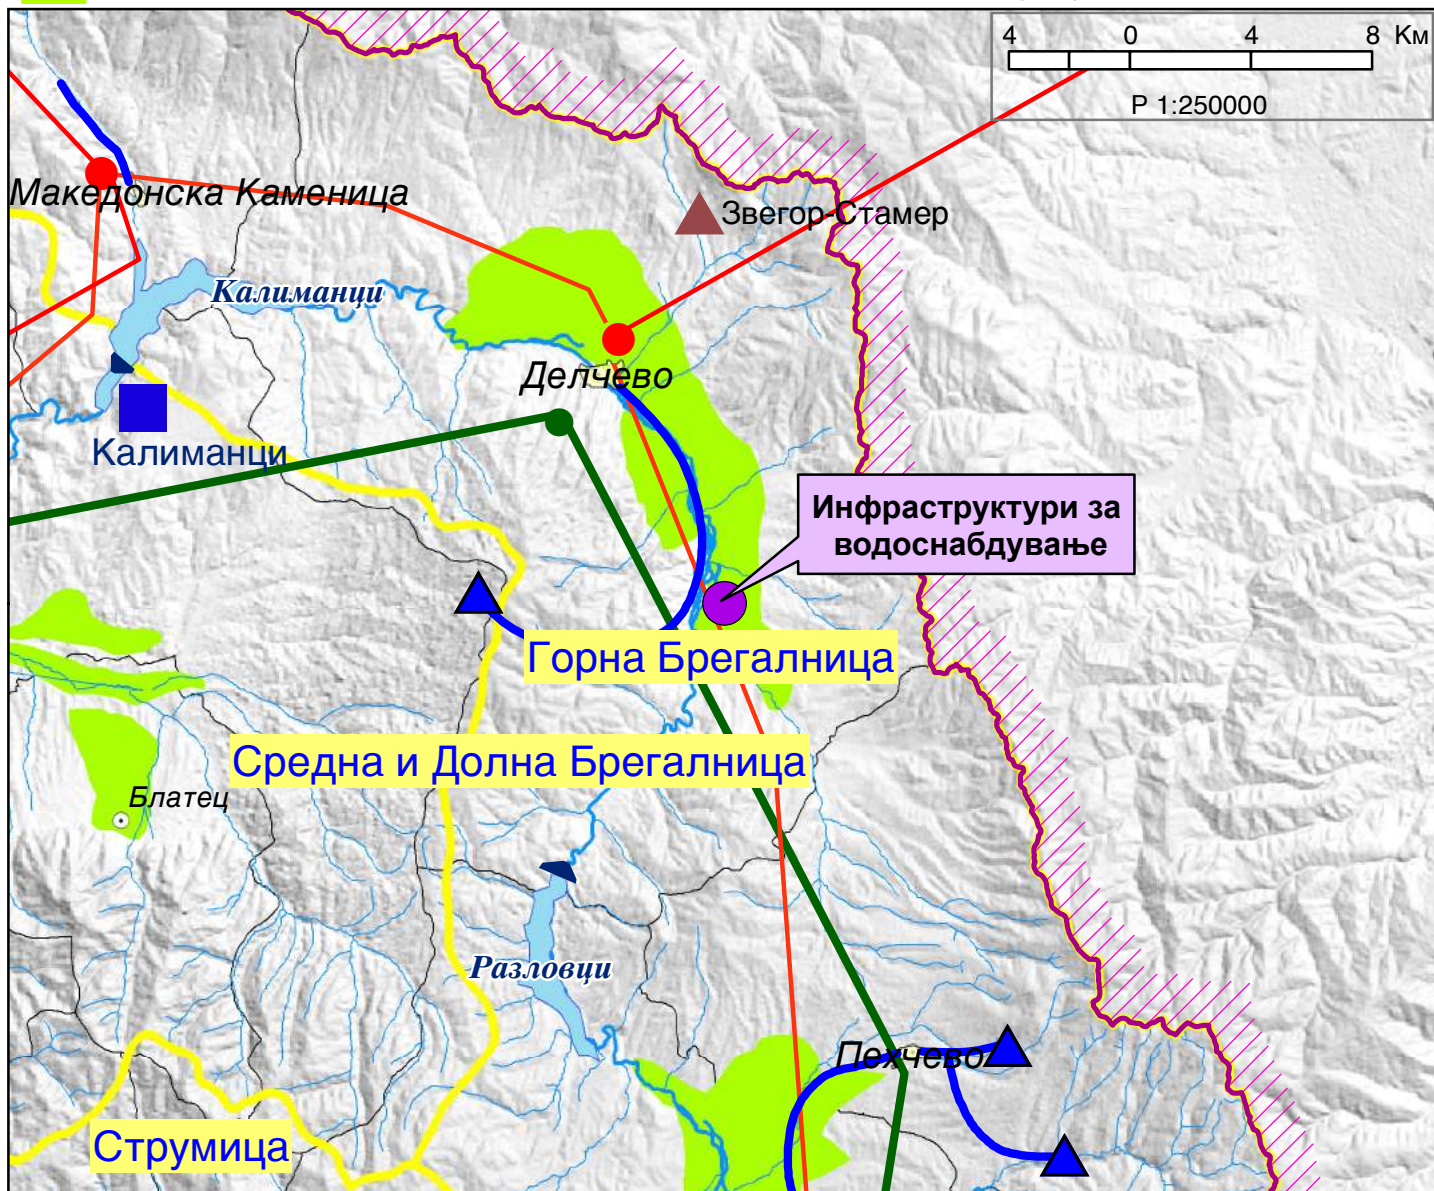 4 0 4 8 Км
Р 1:250000
Македонска Каменица
Звегор-Стамер
Калиманци
Делчево
Калиманци
Инфраструктури за
водоснабдување
Горна Брегалница
Средна и Долна Брегалница
Блатец
Разловци
Пехчево
Струмица